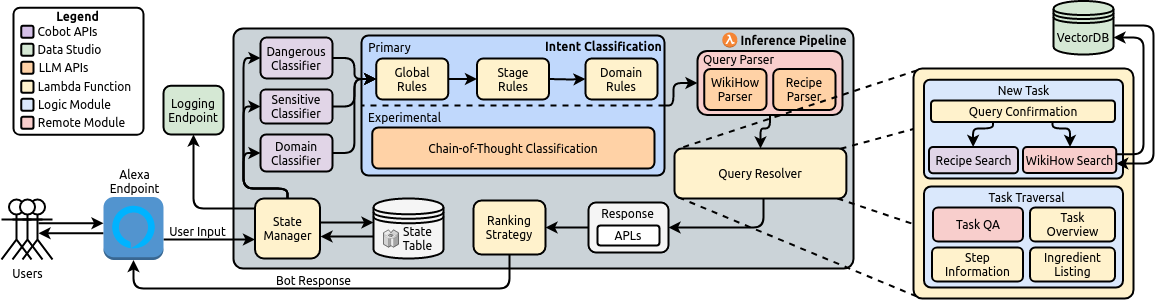 Legend
Cobot APIs
Data Studio
LLM APIs
Lambda Function
Logic Module
Remote Module
Users
Alexa
Endpoint
User Input
Bot Response
Logging
Endpoint
Inference Pipeline
Dangerous
Classifier
Sensitive
Classifier
Domain
Classifier
State
Manager
State
Table
Primary
Intent Classification
Global
Rules
Stage
Rules
Domain
Rules
Experimental
Chain-of-Thought Classification
Query Parser
WikiHow
Parser
Recipe
Parser
Query Resolver
Response
APLs
Ranking
Strategy
VectorDB
New Task
Query Confirmation
Recipe Search
WikiHow Search
Task Traversal
Task QA
Task
Overview
Step
Information
Ingredient
Listing